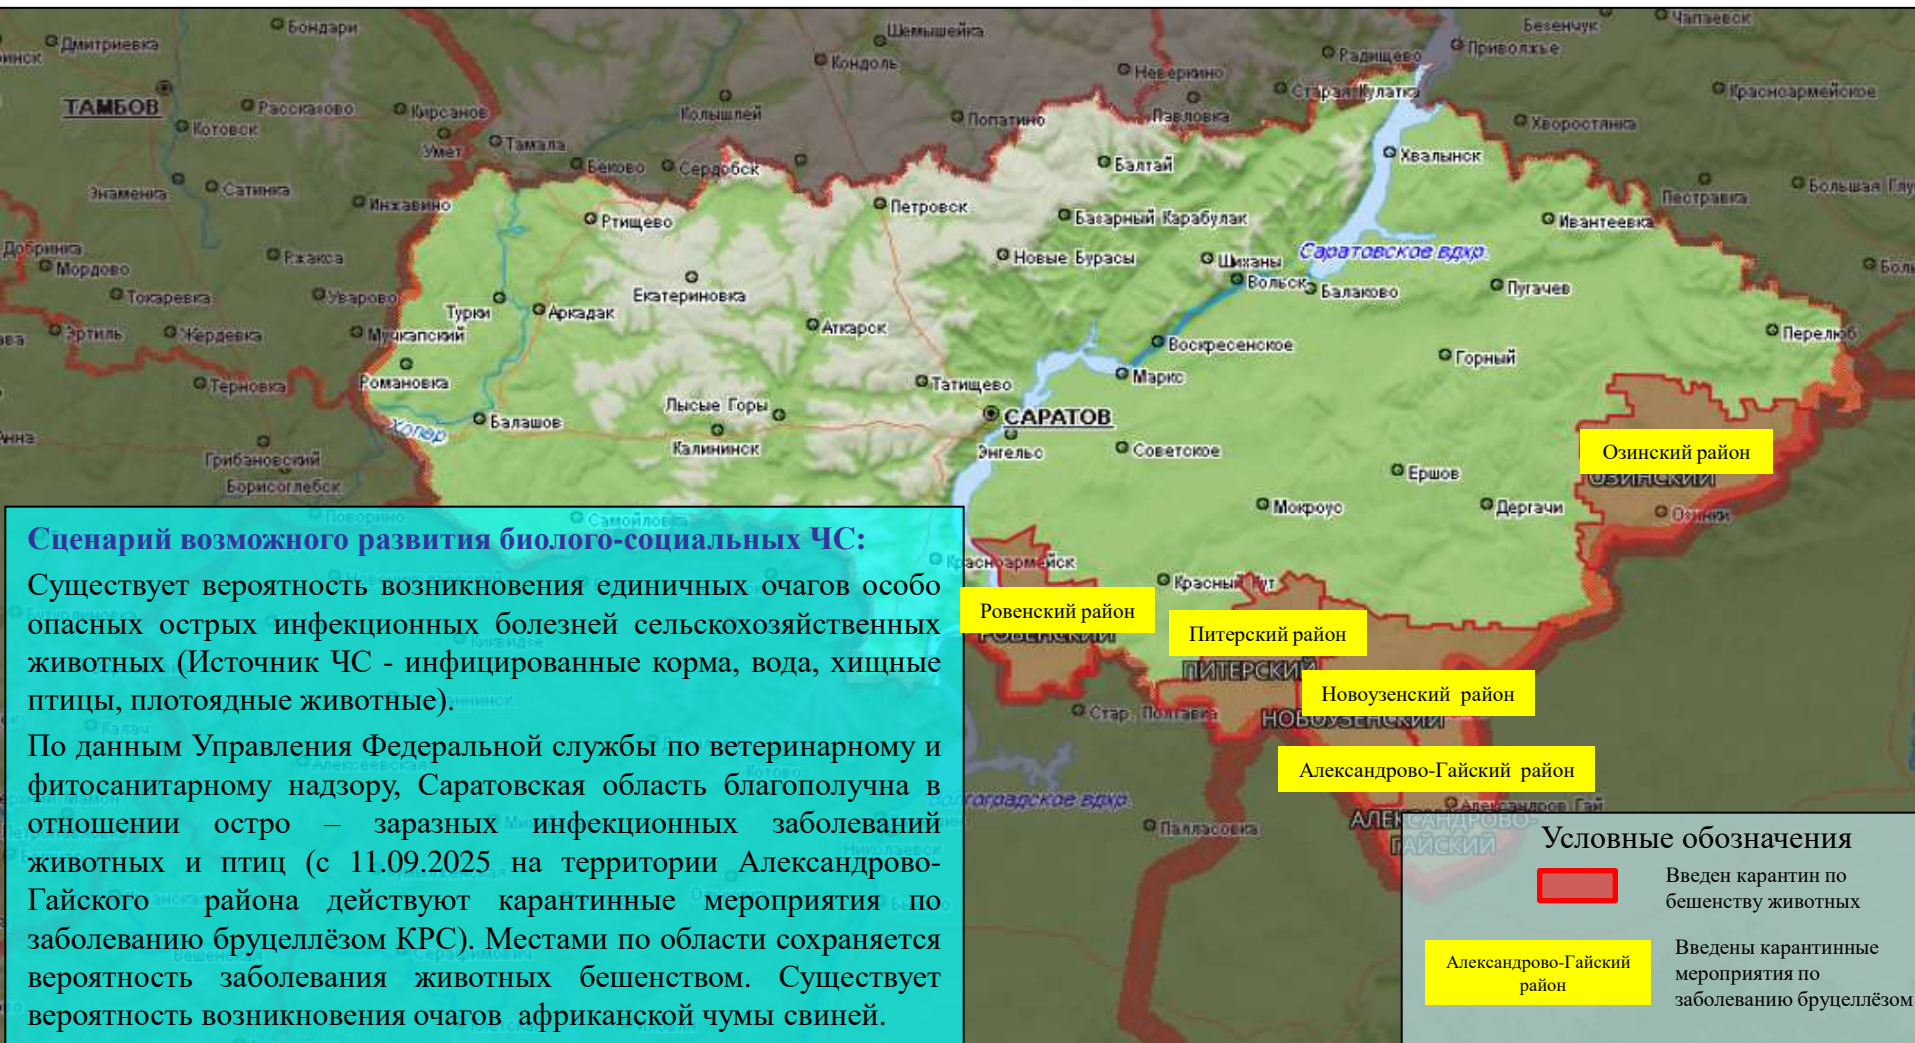 Бондари
Шемышейка
Безенчук
Чапаевск
Дмитриевка
Кондоль
Неверкино
Радищево
Приволжье
ТАМБОВ
Рассказово
Кирсанов
Колышлей
Лопатино
Павловка
Старая Кулатка
Красноармейское
Котовск
Умет
Тамала
Хворостянка
Беково
Сердобск
Балтай
Хвалынск
Знаменка
Сатинка
Инжавино
Ртищево
Петровск
Базарный Карабулак
Ивантеевка
Пестравка
Большая Глу
Добринка
Мордово
Ржакса
Новые Бурасы
Шиханы
Саратовское вдхр.
Вольск
Балаково
Пугачев
Токаревка
Уварово
Турки
Аркадак
Екатериновка
Аткарск
Эртиль
Жердевка
Мучкапский
Воскресенское
Горный
Перелюб
Терновка
Романовка
Татищево
Маркс
Лысые Горы
САРАТОВ
Анна
Хопер
Балашов
Калининск
Энгельс
Советское
Грибановский
Борисоглебск
Ершов
Озинский район
ОЗИНСКИЙ
Мокроус
Дергачи
Озинки
Поворино
Самойловка
Красноармейск
Красный Кут
Ровенский район
РОВЕНСКИЙ
Питерский район
ПИТЕРСКИЙ
Новоузенский район
НОВОУЗЕНСКИЙ
Стар. Полтавка
Александрово-Гайский район
Александров Гай
АЛЕКСАНДРОВО-
ГАЙСКИЙ
Волгоградское вдхр.
Палласовка
Сценарий возможного развития биолого-социальных ЧС:
Существует вероятность возникновения единичных очагов особо
опасных острых инфекционных болезней сельскохозяйственных
животных (Источник ЧС - инфицированные корма, вода, хищные
птицы, плотоядные животные).
По данным Управления Федеральной службы по ветеринарному и
фитосанитарному надзору, Саратовская область благополучна в
отношении остро – заразных инфекционных заболеваний
животных и птиц (с 11.09.2025 на территории Александрово-
Гайского района действуют карантинные мероприятия по
заболеванию бруцеллёзом КРС). Местами по области сохраняется
вероятность заболевания животных бешенством. Существует
вероятность возникновения очагов африканской чумы свиней.
Условные обозначения
Введен карантин по
бешенству животных
Александрово-Гайский
район
Введены карантинные
мероприятия по
заболеванию бруцеллёзом